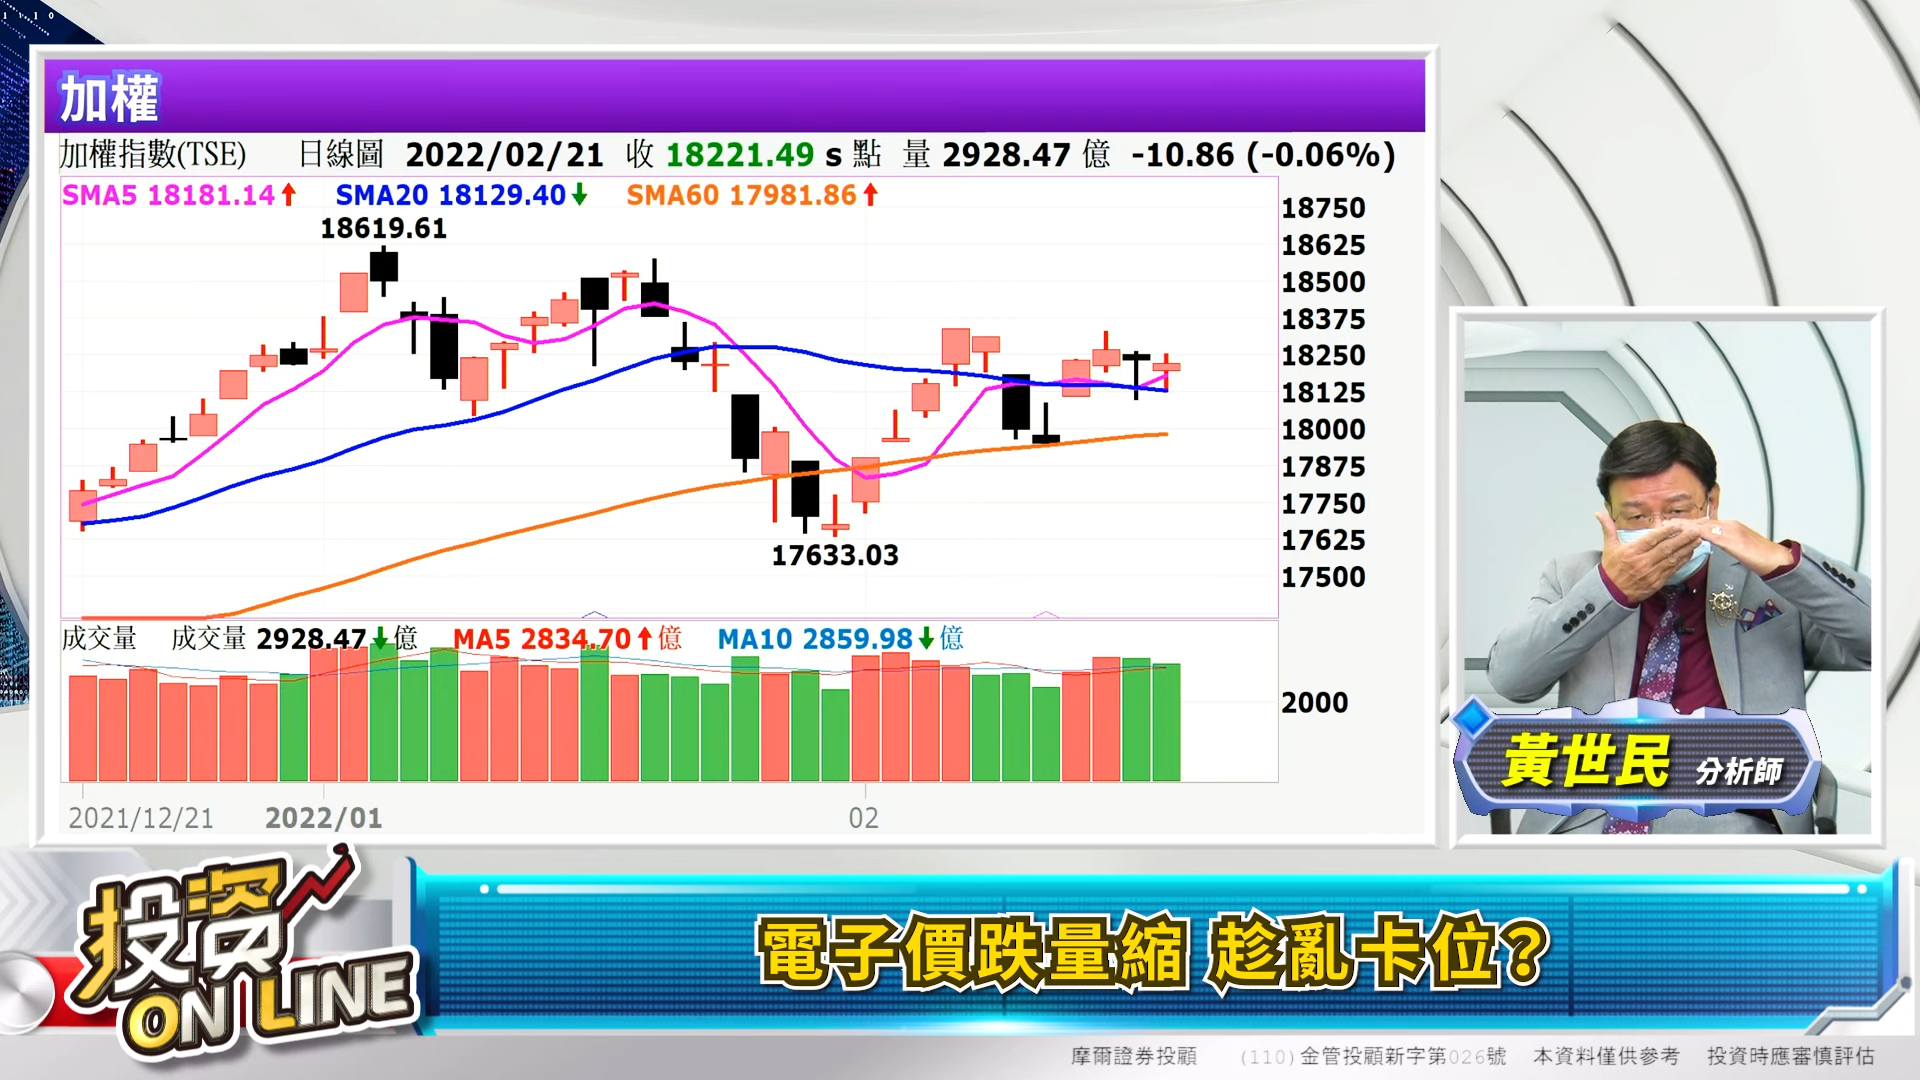 加權
加權指數(TSE) 日線圖 2022/02/21 收 18221.49 s 點 量 2928.47 億 -10.86 (-0.06%)
SMA5 18181.14↑ SMA20 18129.40↓ SMA60 17981.86↑
18619.61
17633.03
18750
18625
18500
18375
18250
18125
18000
17875
17750
17625
17500
成交量 成交量 2928.47↓億 MA5 2834.70↑億 MA10 2859.98↓億
2000
2021/12/21 2022/01 02
黃世民 分析師
投資
ON LINE
電子價跌量縮 趁亂卡位?
摩爾證券投顧 (110)金管投顧新字第026號 本資料僅供參考 投資時應審慎評估